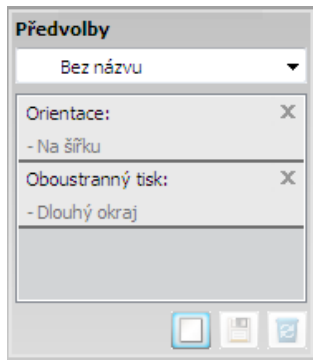 Předvolby
Bez názvu
Orientace:
- Na šířku
Oboustranný tisk:
- Dlouhý okraj